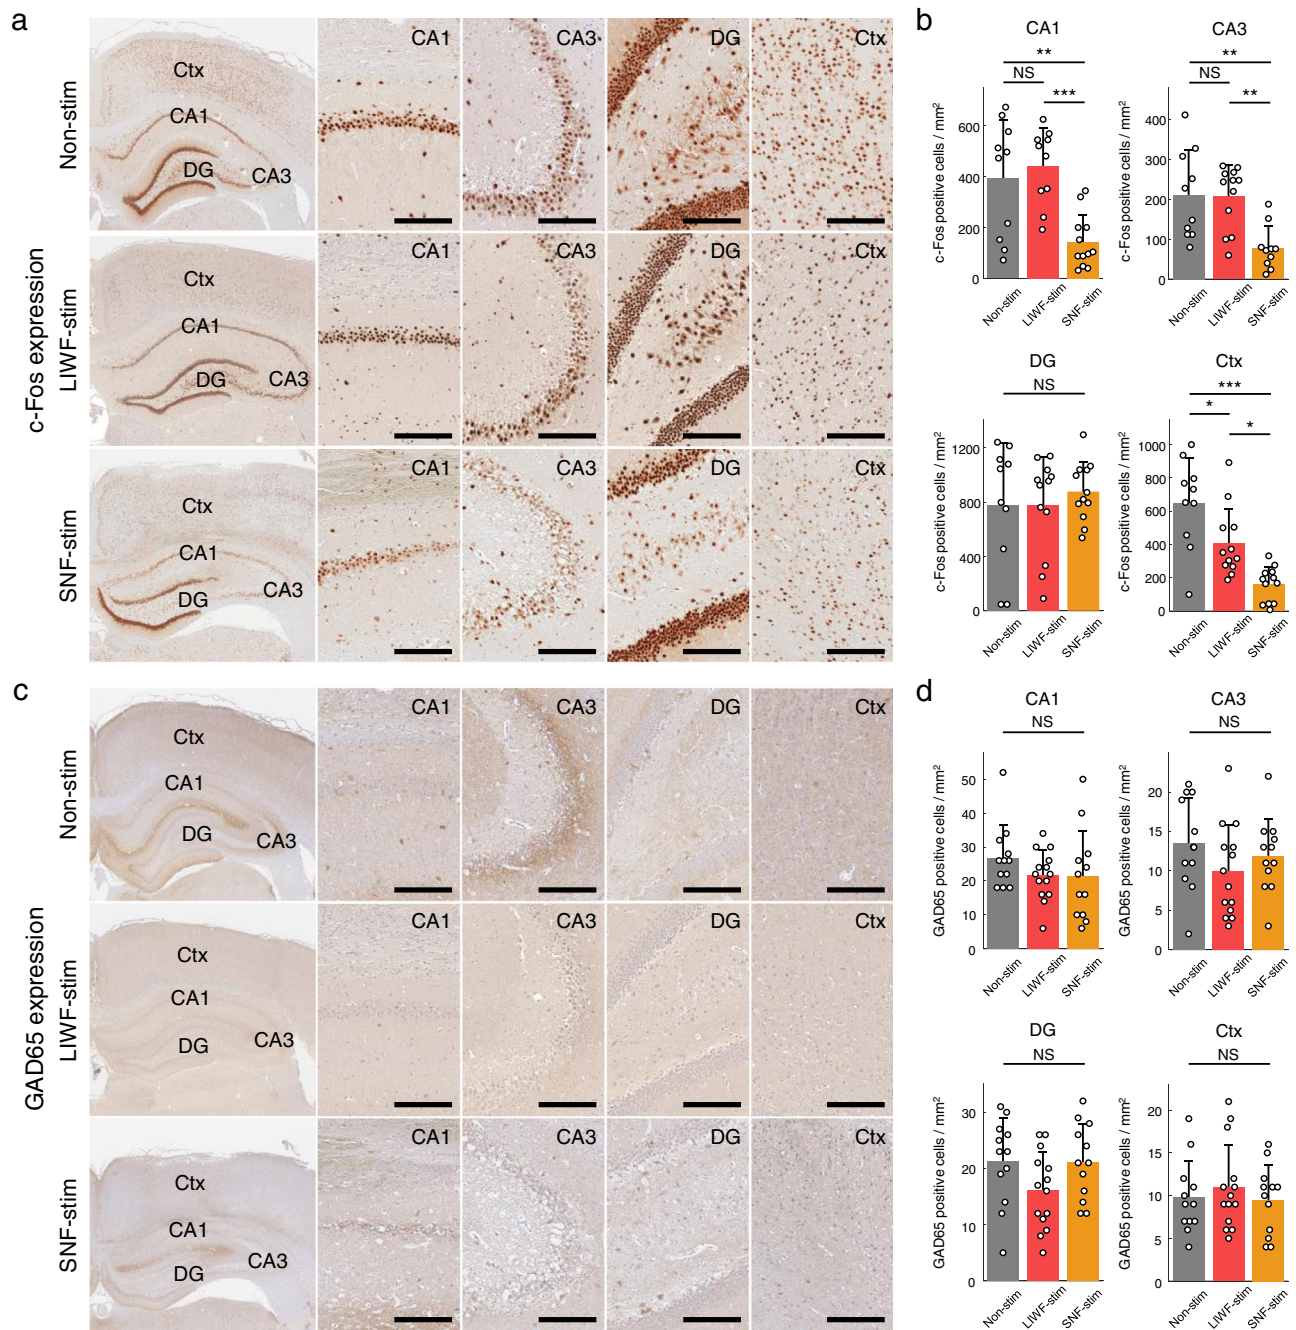 a
c-Fos expression
Non-stim
Ctx
CA1
DG
CA3
CA1
CA3
DG
Ctx
LIWF-stim
Ctx
CA1
DG
CA3
CA1
CA3
DG
Ctx
SNF-stim
Ctx
CA1
DG
CA3
CA1
CA3
DG
Ctx
b
CA1
**
NS
***
c-Fos positive cells / mm²
600
400
200
0
Non-stim
LIWF-stim
SNF-stim
CA3
**
NS
**
c-Fos positive cells / mm²
400
300
200
100
0
Non-stim
LIWF-stim
SNF-stim
DG
NS
c-Fos positive cells / mm²
1200
800
400
0
Non-stim
LIWF-stim
SNF-stim
Ctx
***
*
*
c-Fos positive cells / mm²
1000
800
600
400
200
0
Non-stim
LIWF-stim
SNF-stim
c
GAD65 expression
Non-stim
Ctx
CA1
DG
CA3
CA1
CA3
DG
Ctx
LIWF-stim
Ctx
CA1
DG
CA3
CA1
CA3
DG
Ctx
SNF-stim
Ctx
CA1
DG
CA3
CA1
CA3
DG
Ctx
d
CA1
NS
GAD65 positive cells / mm²
50
40
30
20
10
0
Non-stim
LIWF-stim
SNF-stim
CA3
NS
GAD65 positive cells / mm²
20
15
10
5
0
Non-stim
LIWF-stim
SNF-stim
DG
NS
GAD65 positive cells / mm²
30
20
10
0
Non-stim
LIWF-stim
SNF-stim
Ctx
NS
GAD65 positive cells / mm²
20
15
10
5
0
Non-stim
LIWF-stim
SNF-stim